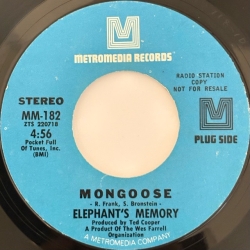 METROMEDIA RECORDS
RADIO STATION
COPY
NOT FOR RESALE
STEREO
MM-182
ZTS 220718
4:56
Pocket Full
Of Tunes, Inc.
(BMI)
PLUG SIDE
MONGOOSE
- R. Frank, S. Bronstein -
ELEPHANT'S MEMORY
Produced by Ted Cooper
A Product of The Wes Farrell
Organization
A METROMEDIA COMPANY